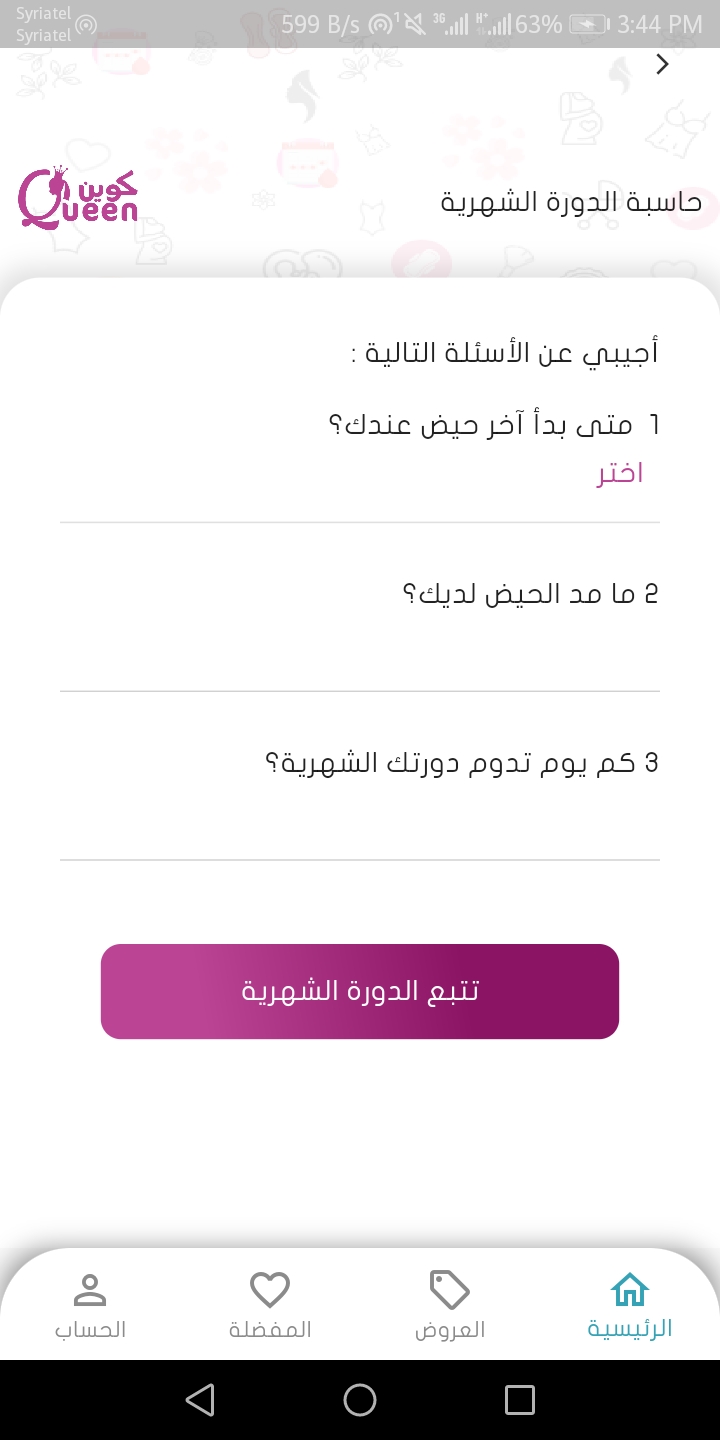 Syriatel
Syriatel
599 B/s 1 3G H+ 63% 3:44 PM
كوين
Queen
حاسبة الدورة الشهرية
أجيبي عن الأسئلة التالية :
1 متى بدأ آخر حيض عندك؟
اختر
2 ما مد الحيض لديك؟
3 كم يوم تدوم دورتك الشهرية؟
تتبع الدورة الشهرية
الرئيسية
العروض
المفضلة
الحساب